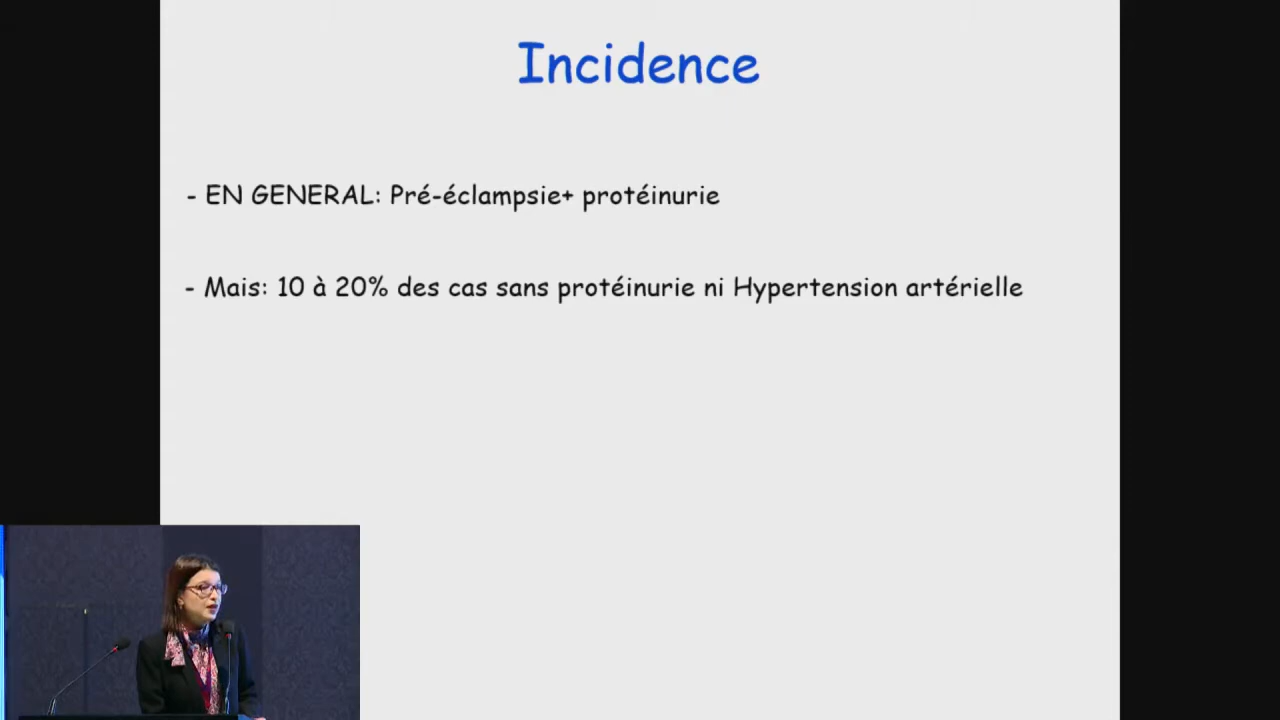 Incidence
- EN GENERAL: Pré-éclampsie+ protéinurie
- Mais: 10 à 20% des cas sans protéinurie ni Hypertension artérielle